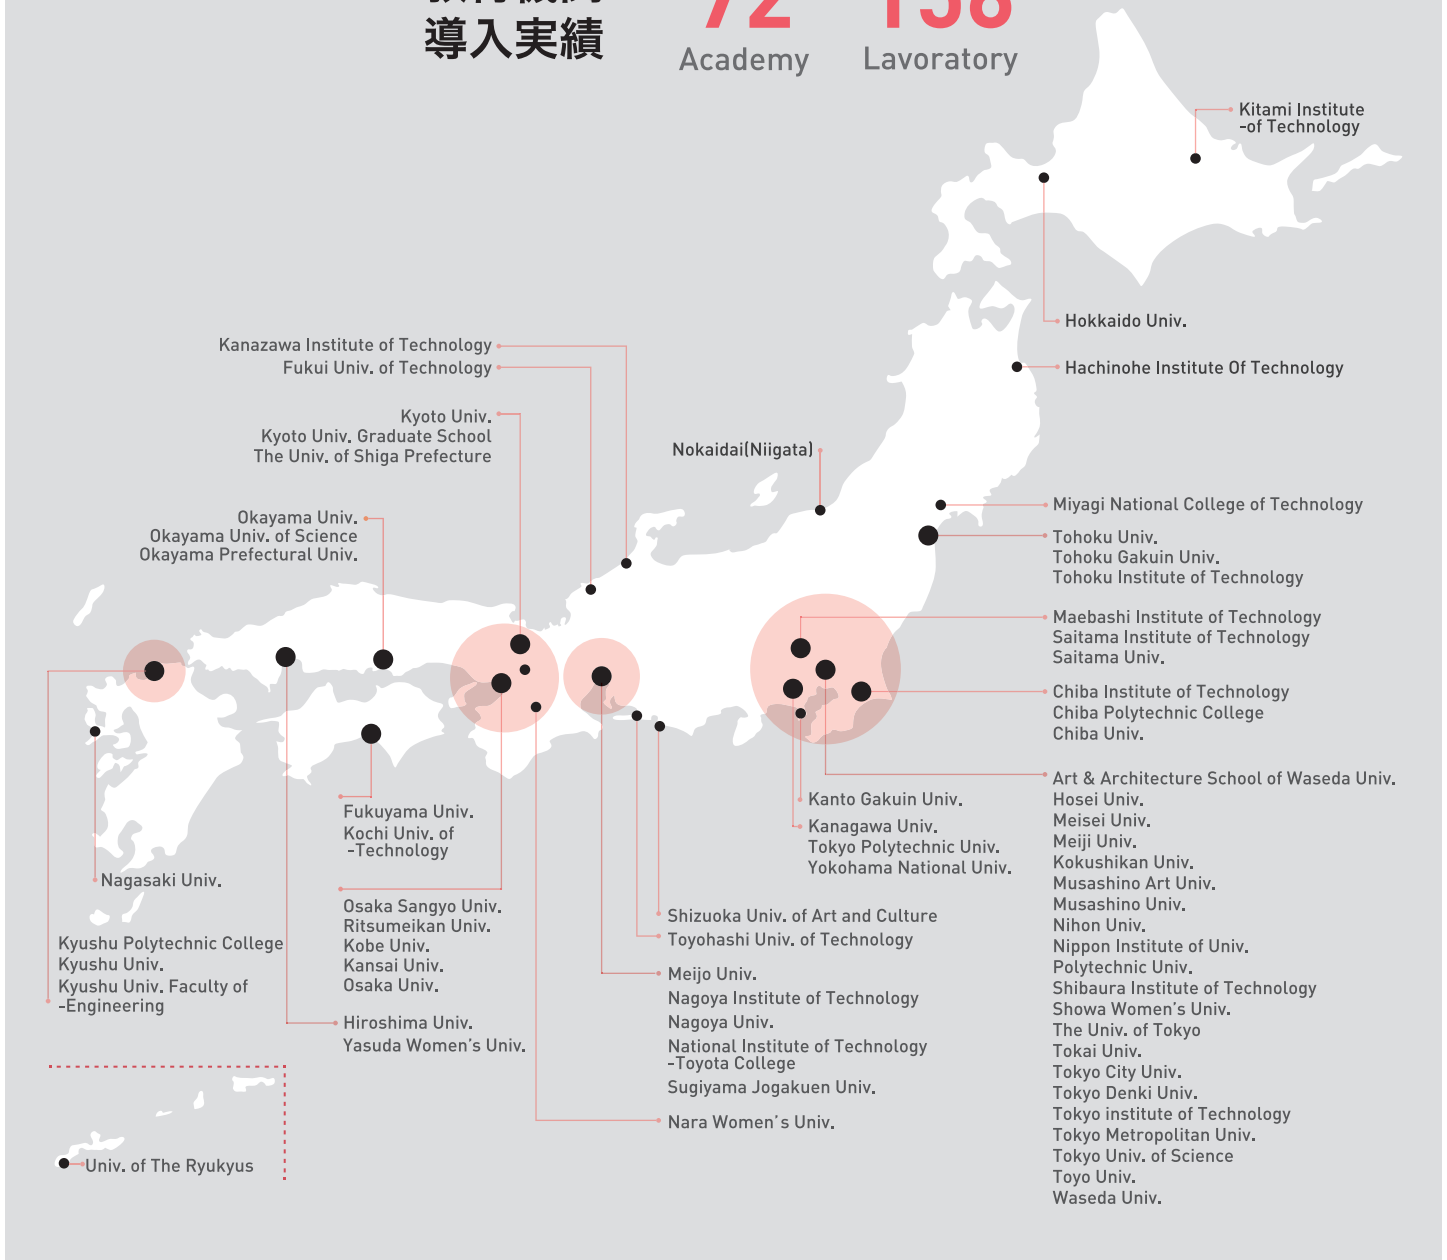 教育機関
導入実績
72
Academy
138
Lavoratory
Kitami Institute
-of Technology
Hokkaido Univ.
Hachinohe Institute Of Technology
Kanazawa Institute of Technology
Fukui Univ. of Technology
Kyoto Univ.
Kyoto Univ. Graduate School
The Univ. of Shiga Prefecture
Nokaidai(Niigata)
Okayama Univ.
Okayama Univ. of Science
Okayama Prefectural Univ.
Miyagi National College of Technology
Tohoku Univ.
Tohoku Gakuin Univ.
Tohoku Institute of Technology
Maebashi Institute of Technology
Saitama Institute of Technology
Saitama Univ.
Chiba Institute of Technology
Chiba Polytechnic College
Chiba Univ.
Art & Architecture School of Waseda Univ.
Hosei Univ.
Meisei Univ.
Meiji Univ.
Kokushikan Univ.
Musashino Art Univ.
Musashino Univ.
Nihon Univ.
Nippon Institute of Univ.
Polytechnic Univ.
Shibaura Institute of Technology
Showa Women's Univ.
The Univ. of Tokyo
Tokai Univ.
Tokyo City Univ.
Tokyo Denki Univ.
Tokyo institute of Technology
Tokyo Metropolitan Univ.
Tokyo Univ. of Science
Toyo Univ.
Waseda Univ.
Kanto Gakuin Univ.
Kanagawa Univ.
Tokyo Polytechnic Univ.
Yokohama National Univ.
Shizuoka Univ. of Art and Culture
Toyohashi Univ. of Technology
Meijo Univ.
Nagoya Institute of Technology
Nagoya Univ.
National Institute of Technology
-Toyota College
Sugiyama Jogakuen Univ.
Nara Women's Univ.
Fukuyama Univ.
Kochi Univ. of
-Technology
Osaka Sangyo Univ.
Ritsumeikan Univ.
Kobe Univ.
Kansai Univ.
Osaka Univ.
Hiroshima Univ.
Yasuda Women's Univ.
Nagasaki Univ.
Kyushu Polytechnic College
Kyushu Univ.
Kyushu Univ. Faculty of
-Engineering
Univ. of The Ryukyus